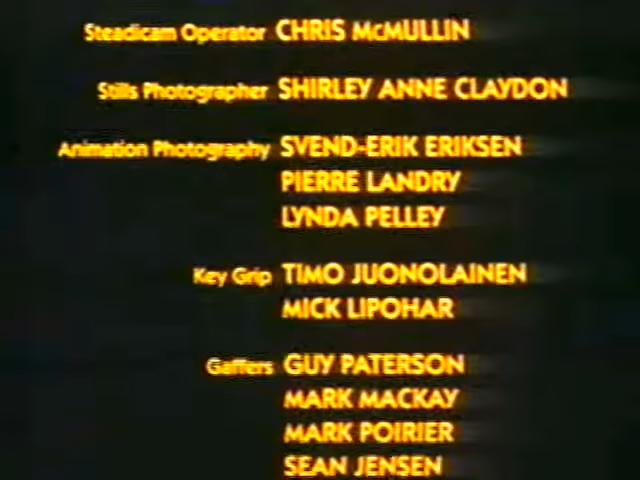 Steadicam Operator CHRIS McMULLIN
Stills Photographer SHIRLEY ANNE CLAYDON
Animation Photography SVEND-ERIK ERIKSEN
PIERRE LANDRY
LYNDA PELLEY
Key Grip TIMO JUONOLAINEN
MICK LIPOHAR
Gaffers GUY PATERSON
MARK MACKAY
MARK POIRIER
SEAN JENSEN